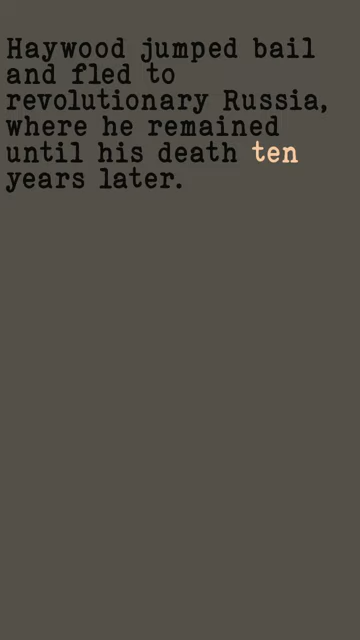 Haywood jumped bail
and fled to
revolutionary Russia,
where he remained
until his death ten
years later.